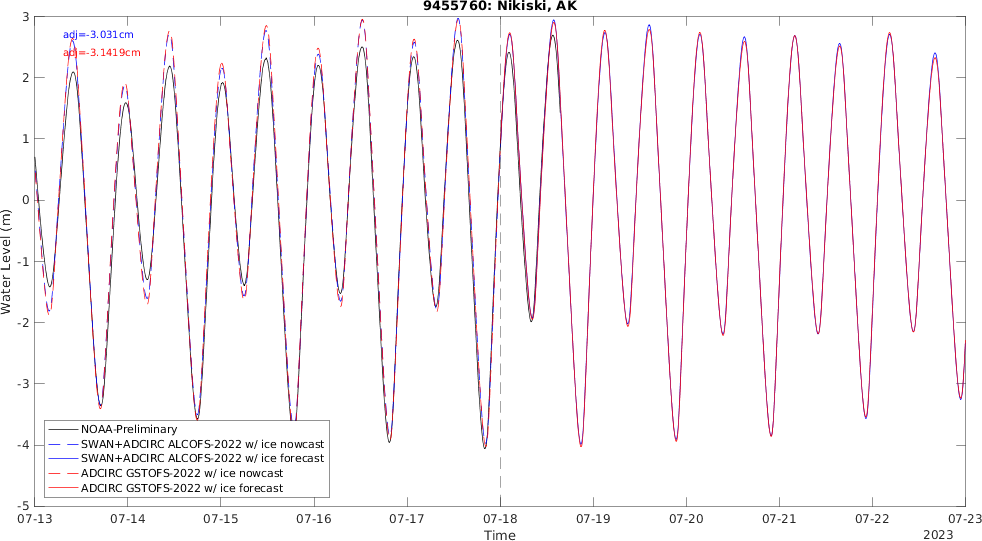 9455760: Nikiski, AK
adj=-3.031cm
adj=-3.1419cm
3
2
1
0
-1
-2
-3
-4
-5
Water Level (m)
NOAA-Preliminary
SWAN+ADCIRC ALCOFS-2022 w/ ice nowcast
SWAN+ADCIRC ALCOFS-2022 w/ ice forecast
ADCIRC GSTOFS-2022 w/ ice nowcast
ADCIRC GSTOFS-2022 w/ ice forecast
07-13 07-14 07-15 07-16 07-17 07-18 07-19 07-20 07-21 07-22 07-23
Time
2023